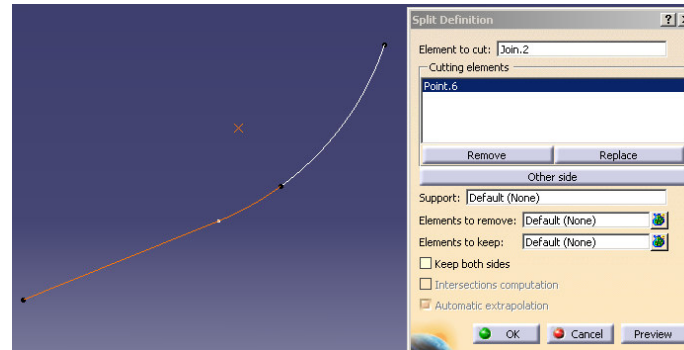 Split Definition
Element to cut: Join.2
Cutting elements
Point.6
Remove Replace
Other side
Support: Default (None)
Elements to remove: Default (None)
Elements to keep: Default (None)
Keep both sides
Intersections computation
Automatic extrapolation
OK Cancel Preview